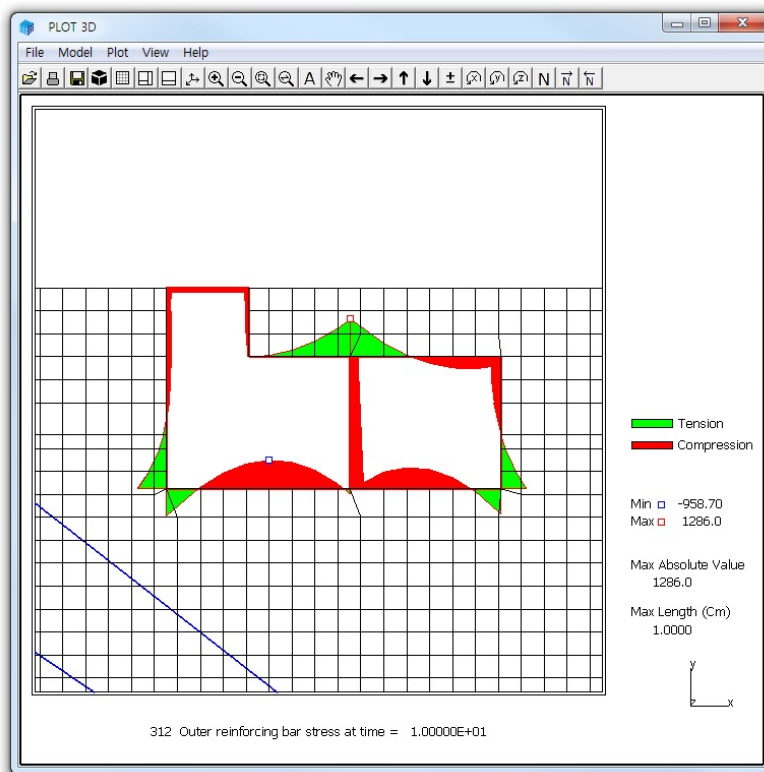 PLOT 3D
File Model Plot View Help
A N N N
Tension
Compression
Min -958.70
Max 1286.0
Max Absolute Value
1286.0
Max Length (Cm)
1.0000
y
z x
312 Outer reinforcing bar stress at time = 1.00000E+01